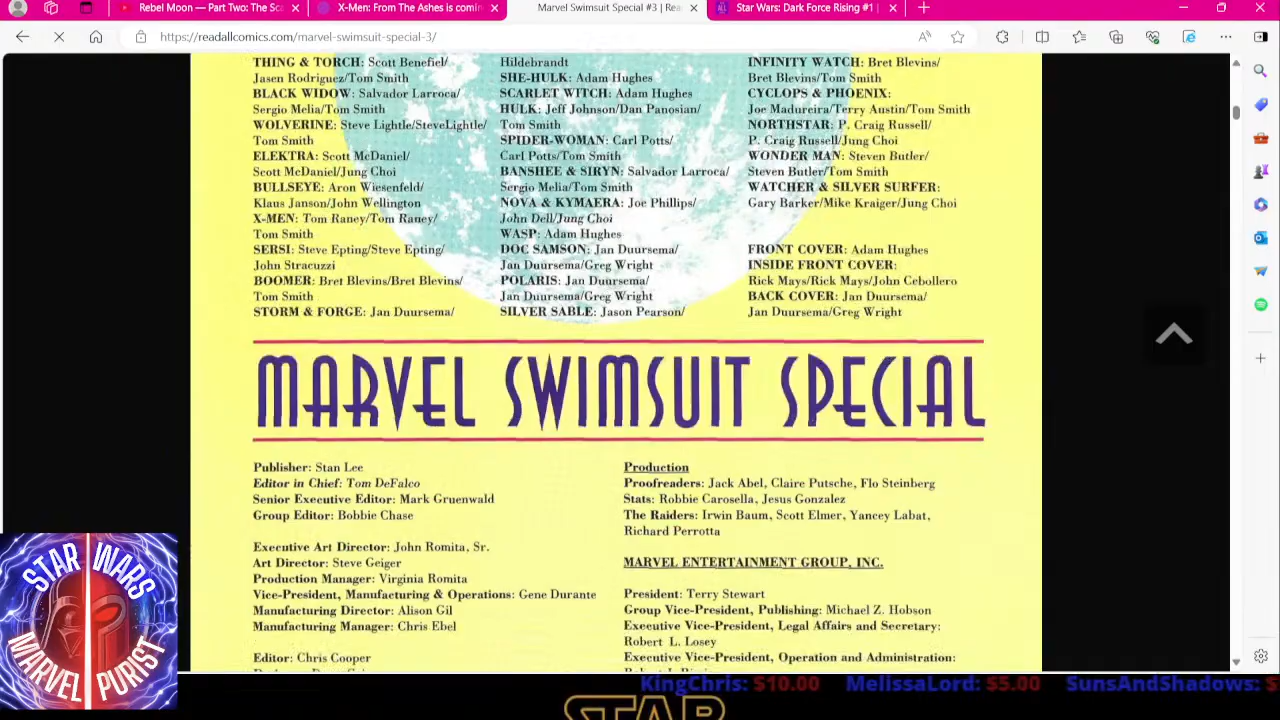 Rebel Moon — Part Two: The Sca
X-Men: From The Ashes is comin
Marvel Swimsuit Special #3 | Rea
Star Wars: Dark Force Rising #1 |
https://readallcomics.com/marvel-swimsuit-special-3/
THING & TORCH: Scott Benefiel/
Jasen Rodriguez/Tom Smith
BLACK WIDOW: Salvador Larroca/
Sergio Melia/Tom Smith
WOLVERINE: Steve Lightle/SteveLightle/
Tom Smith
ELEKTRA: Scott McDaniel/
Scott McDaniel/Jung Choi
BULLSEYE: Aron Wiesenfeld/
Klaus Janson/John Wellington
X-MEN: Tom Raney/Tom Raney/
Tom Smith
SERSI: Steve Epting/Steve Epting/
John Stracuzzi
BOOMER: Bret Blevins/Bret Blevins/
Tom Smith
STORM & FORGE: Jan Duursema/
Hildebrandt
SHE-HULK: Adam Hughes
SCARLET WITCH: Adam Hughes
HULK: Jeff Johnson/Dan Panosian/
Tom Smith
SPIDER-WOMAN: Carl Potts/
Carl Potts/Tom Smith
BANSHEE & SIRYN: Salvador Larroca/
Sergio Melia/Tom Smith
NOVA & KYMAERA: Joe Phillips/
John Dell/Jung Choi
WASP: Adam Hughes
DOC SAMSON: Jan Duursema/
Jan Duursema/Greg Wright
POLARIS: Jan Duursema/
Jan Duursema/Greg Wright
SILVER SABLE: Jason Pearson/
INFINITY WATCH: Bret Blevins/
Bret Blevins/Tom Smith
CYCLOPS & PHOENIX:
Joe Madureira/Terry Austin/Tom Smith
NORTHSTAR: P. Craig Russell/
P. Craig Russell/Jung Choi
WONDER MAN: Steven Butler/
Steven Butler/Tom Smith
WATCHER & SILVER SURFER:
Gary Barker/Mike Kraiger/Jung Choi
FRONT COVER: Adam Hughes
INSIDE FRONT COVER:
Rick Mays/Rick Mays/John Cebollero
BACK COVER: Jan Duursema/
Jan Duursema/Greg Wright
MARVEL SWIMSUIT SPECIAL
Publisher: Stan Lee
Editor in Chief: Tom DeFalco
Senior Executive Editor: Mark Gruenwald
Group Editor: Bobbie Chase
Executive Art Director: John Romita, Sr.
Art Director: Steve Geiger
Production Manager: Virginia Romita
Vice-President, Manufacturing & Operations: Gene Durante
Manufacturing Director: Alison Gil
Manufacturing Manager: Chris Ebel
Editor: Chris Cooper
Production
Proofreaders: Jack Abel, Claire Putsche, Flo Steinberg
Stats: Robbie Carosella, Jesus Gonzalez
The Raiders: Irwin Baum, Scott Elmer, Yancey Labat,
Richard Perrotta
MARVEL ENTERTAINMENT GROUP, INC.
President: Terry Stewart
Group Vice-President, Publishing: Michael Z. Hobson
Executive Vice-President, Legal Affairs and Secretary:
Robert L. Losey
Executive Vice-President, Operation and Administration:
STAR WARS
MARVEL PURIST
KingChris: $10.00 MelissaLord: $5.00 SunsAndShadows: $
STAR